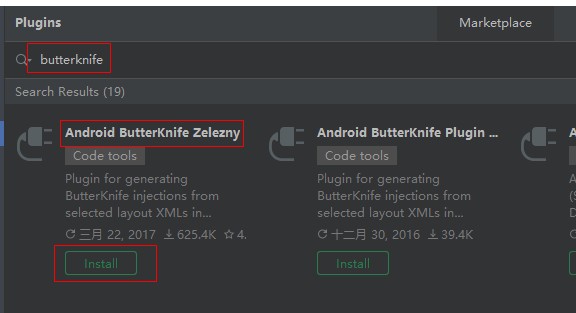 Plugins
Marketplace
butterknife
Search Results (19)
Android ButterKnife Zelezny
Code tools
Plugin for generating
ButterKnife injections from
selected layout XMLs in...
三月 22, 2017 625.4K 4.
Install
Android ButterKnife Plugin ...
Code tools
Plugin for generating
ButterKnife injections from
selected layout XMLs in...
十二月 30, 2016 39.4K
Install